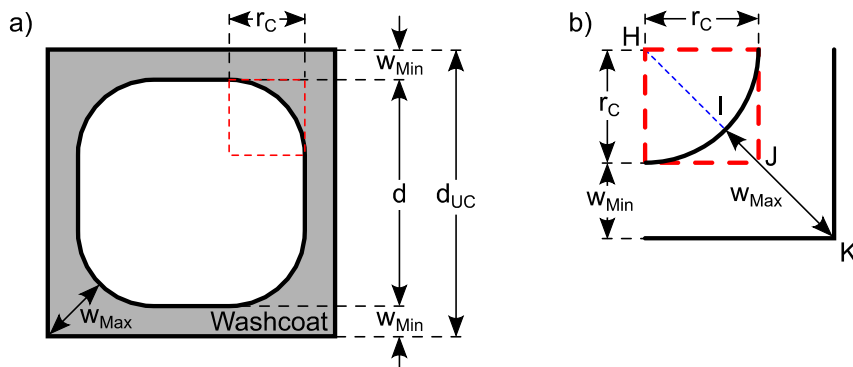 a)
r_C
w_Min
d
d_UC
w_Max
Washcoat
w_Min
b)
r_C
H
r_C
I
J
w_Min
w_Max
K